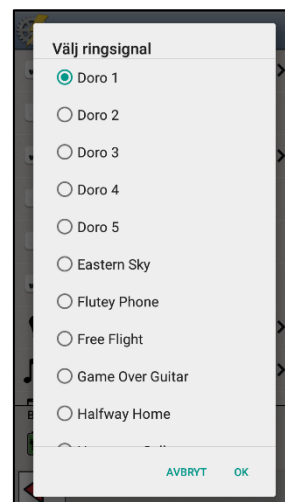 Välj ringsignal
Doro 1
Doro 2
Doro 3
Doro 4
Doro 5
Eastern Sky
Flutey Phone
Free Flight
Game Over Guitar
Halfway Home
AVBRYT OK